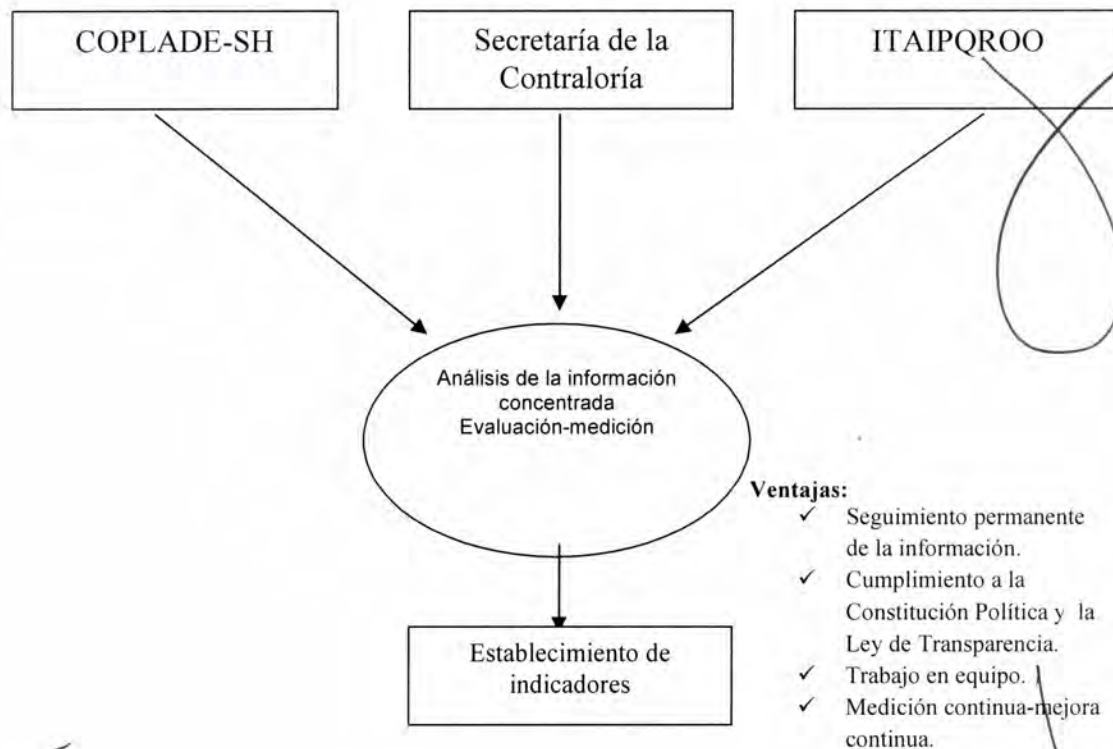 COPLADE-SH
Secretaría de la
Contraloría
ITAIPQROO
Análisis de la información
concentrada
Evaluación-medición
Ventajas:
✓ Seguimiento permanente
de la información.
✓ Cumplimiento a la
Constitución Política y la
Ley de Transparencia.
✓ Trabajo en equipo.
✓ Medición continua-mejora
continua.
Establecimiento de
indicadores